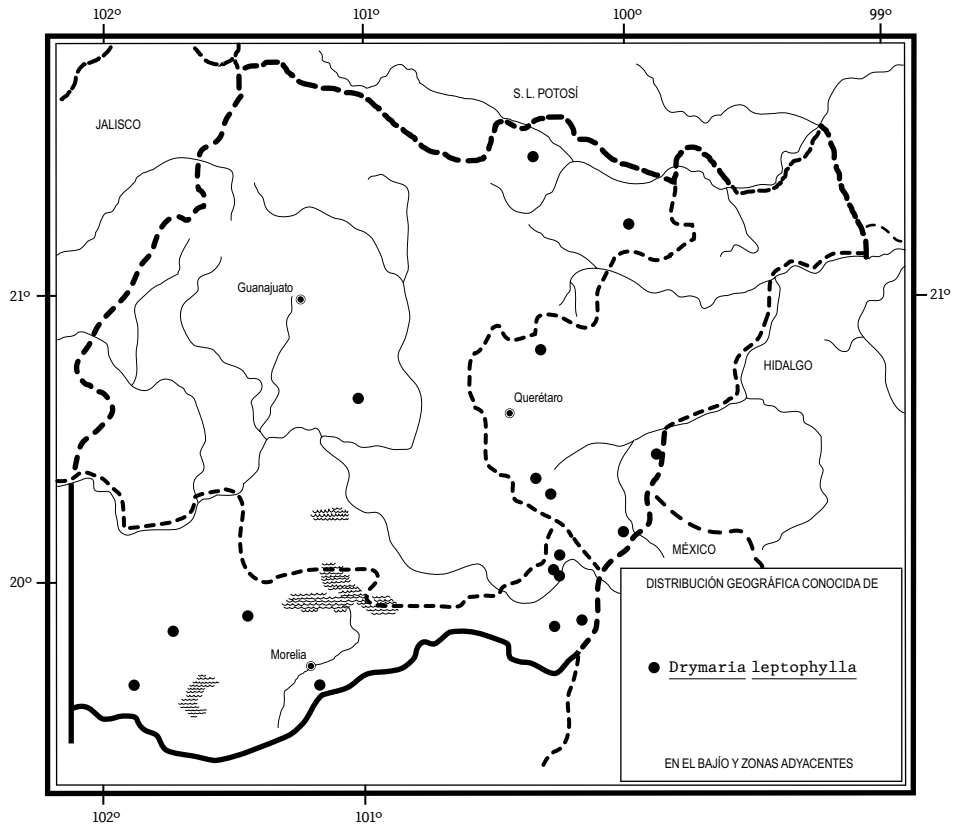 102º 101º 100º 99º
S. L. POTOSÍ
JALISCO
Guanajuato
21º 21º
HIDALGO
Querétaro
MÉXICO
20º
DISTRIBUCIÓN GEOGRÁFICA CONOCIDA DE
Morelia
Drymaria leptophylla
EN EL BAJÍO Y ZONAS ADYACENTES
102º 101º